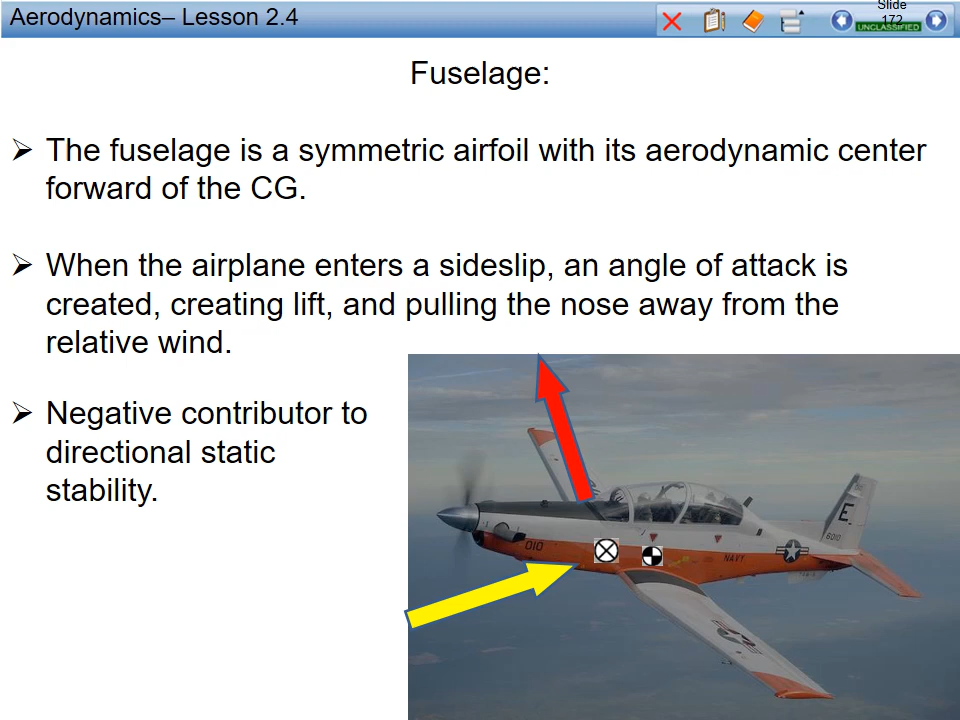 Aerodynamics– Lesson 2.4
Slide
172
UNCLASSIFIED
Fuselage:
The fuselage is a symmetric airfoil with its aerodynamic center
forward of the CG.
When the airplane enters a sideslip, an angle of attack is
created, creating lift, and pulling the nose away from the
relative wind.
Negative contributor to
directional static
stability.
E
6010
010
NAVY